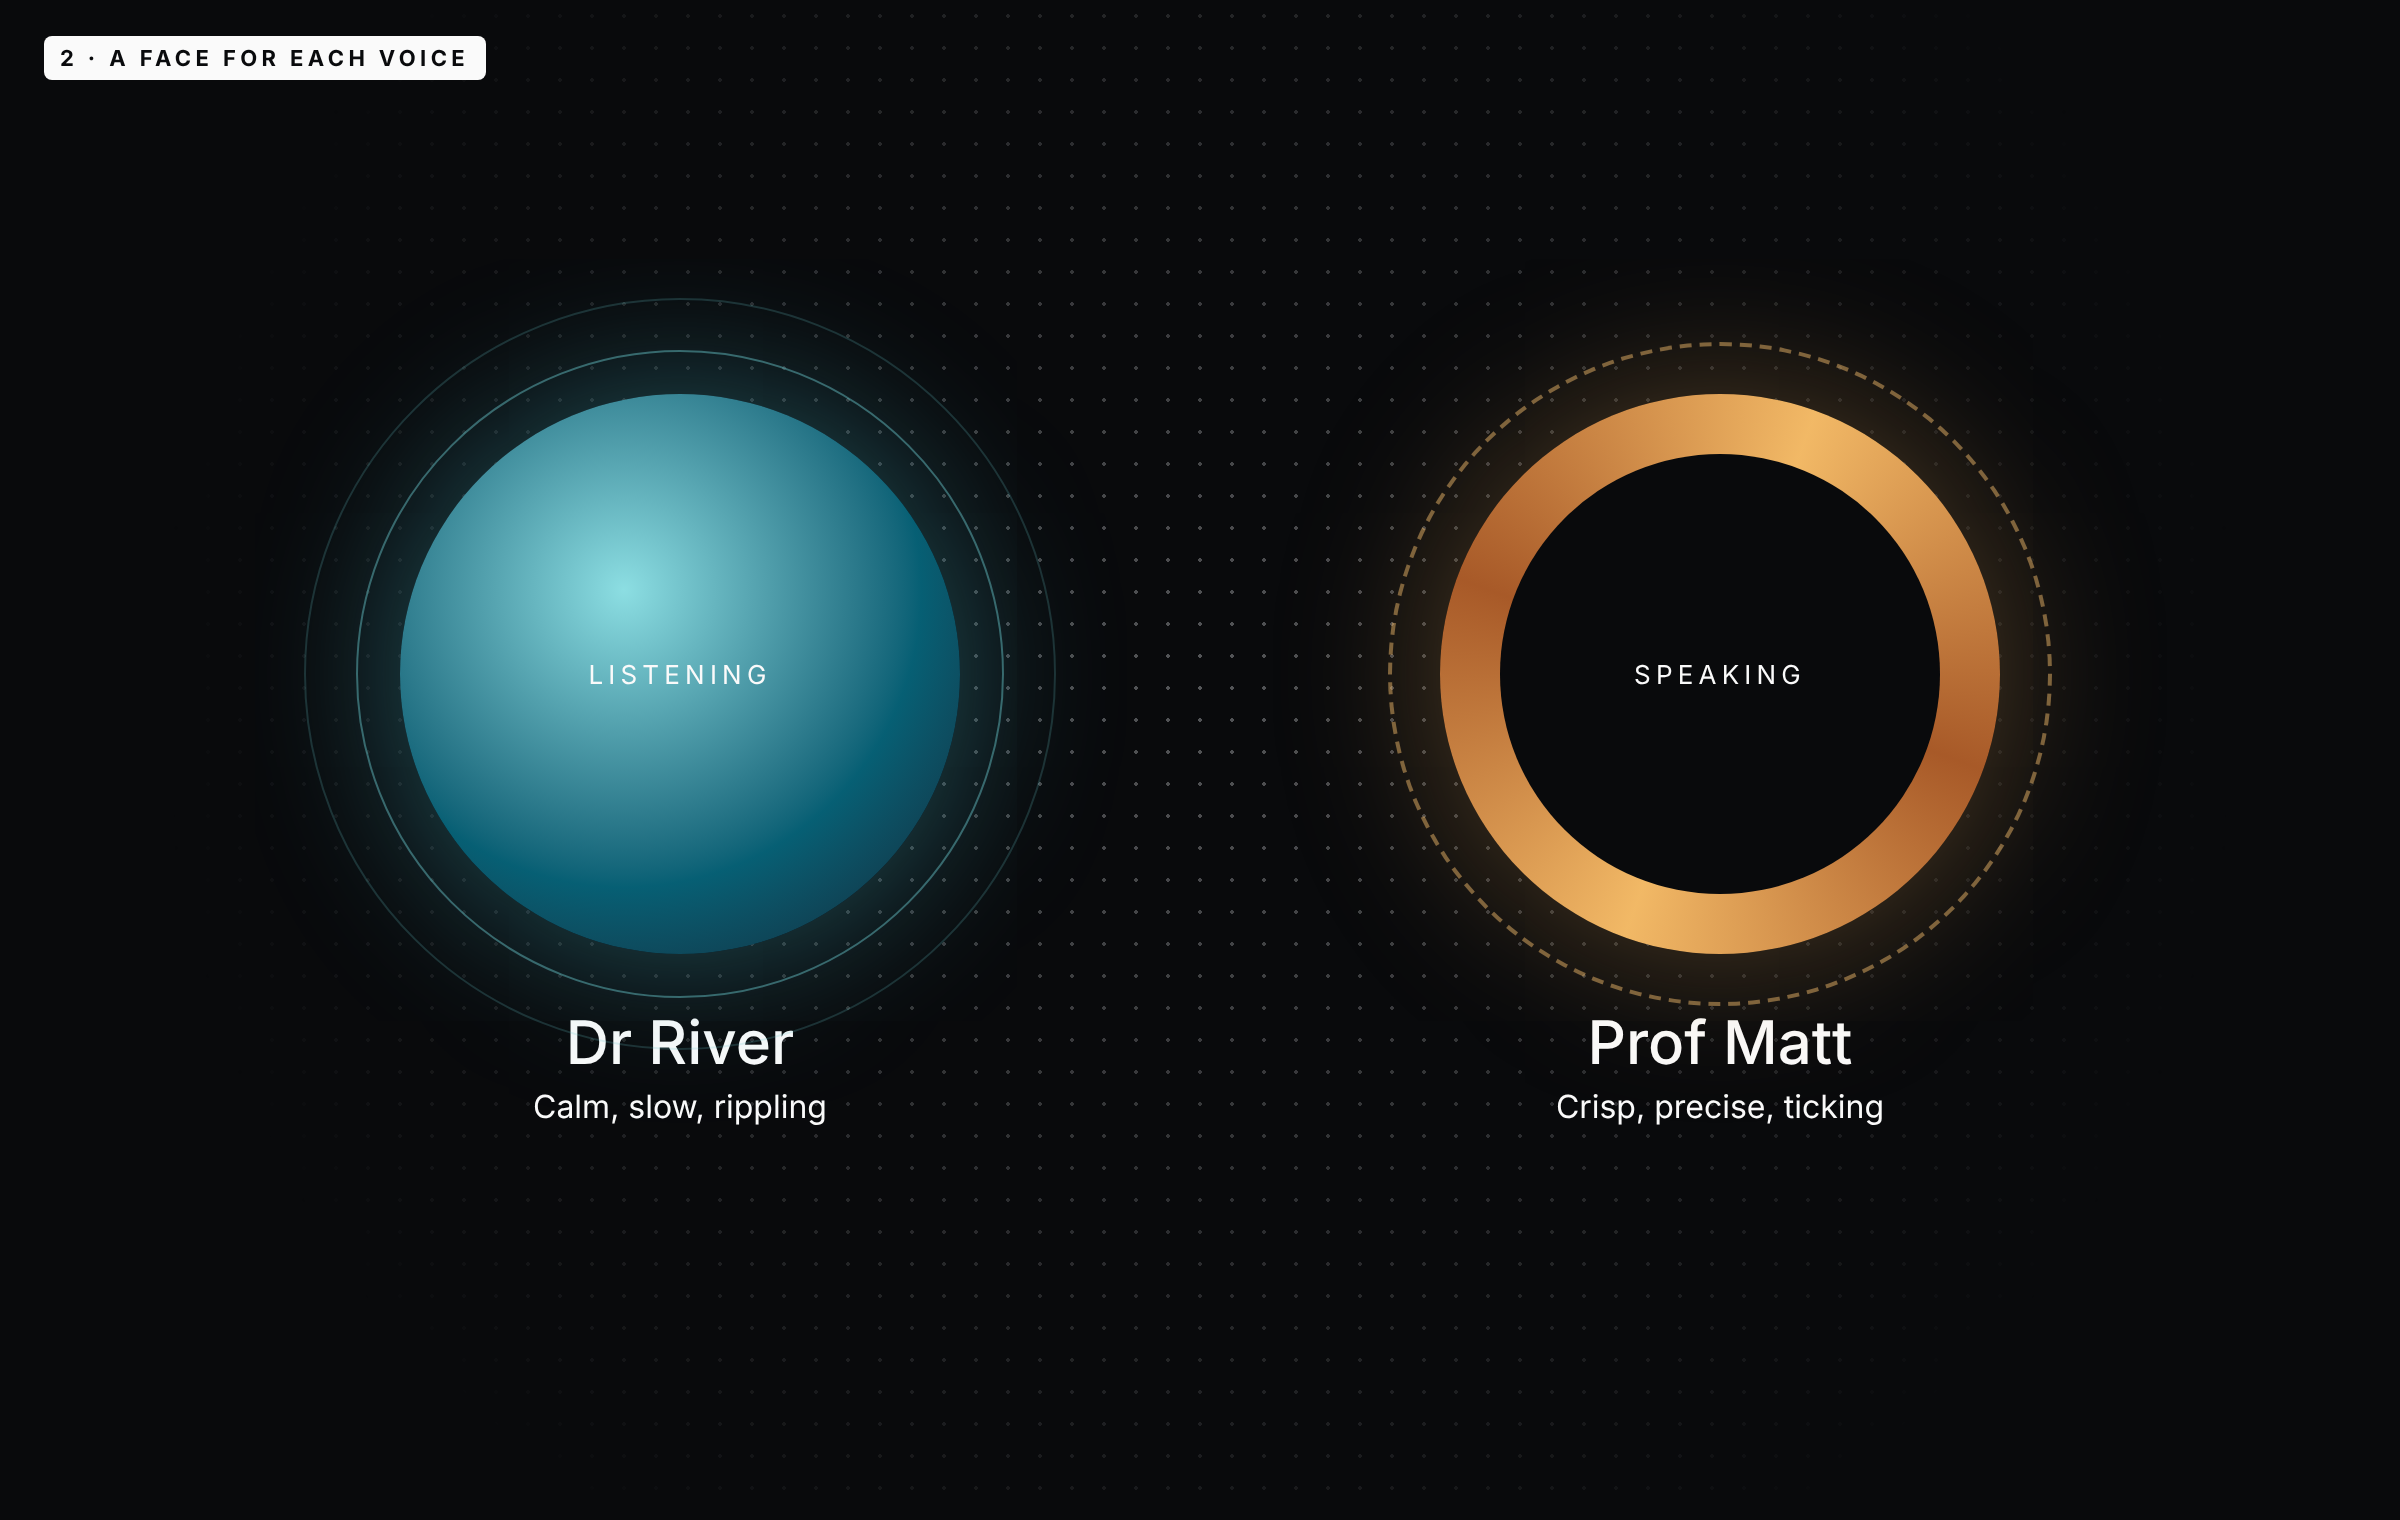 2 · A FACE FOR EACH VOICE
LISTENING
SPEAKING
Dr River
Calm, slow, rippling
Prof Matt
Crisp, precise, ticking